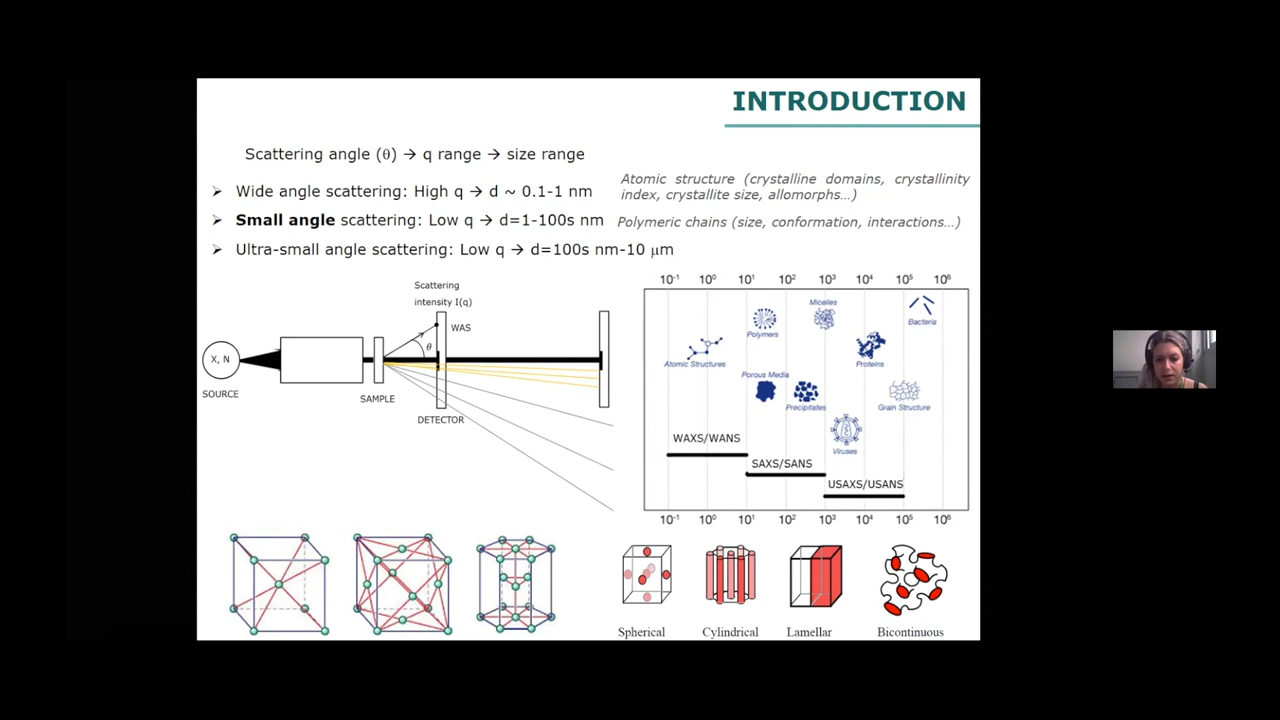 INTRODUCTION
Scattering angle (θ) → q range → size range
➢ Wide angle scattering: High q → d ~ 0.1-1 nm
Atomic structure (crystalline domains, crystallinity
index, crystallite size, allomorphs…)
➢ Small angle scattering: Low q → d=1-100s nm
Polymeric chains (size, conformation, interactions…)
➢ Ultra-small angle scattering: Low q → d=100s nm-10 µm
Scattering
intensity I(q)
WAS
θ
X, N
SOURCE
SAMPLE
DETECTOR
10⁻¹ 10⁰ 10¹ 10² 10³ 10⁴ 10⁵ 10⁶
Micelles
Bacteria
Polymers
Atomic Structures
Proteins
Porous Media
Precipitates
Grain Structure
WAXS/WANS
Viruses
SAXS/SANS
USAXS/USANS
10⁻¹ 10⁰ 10¹ 10² 10³ 10⁴ 10⁵ 10⁶
Spherical
Cylindrical
Lamellar
Bicontinuous